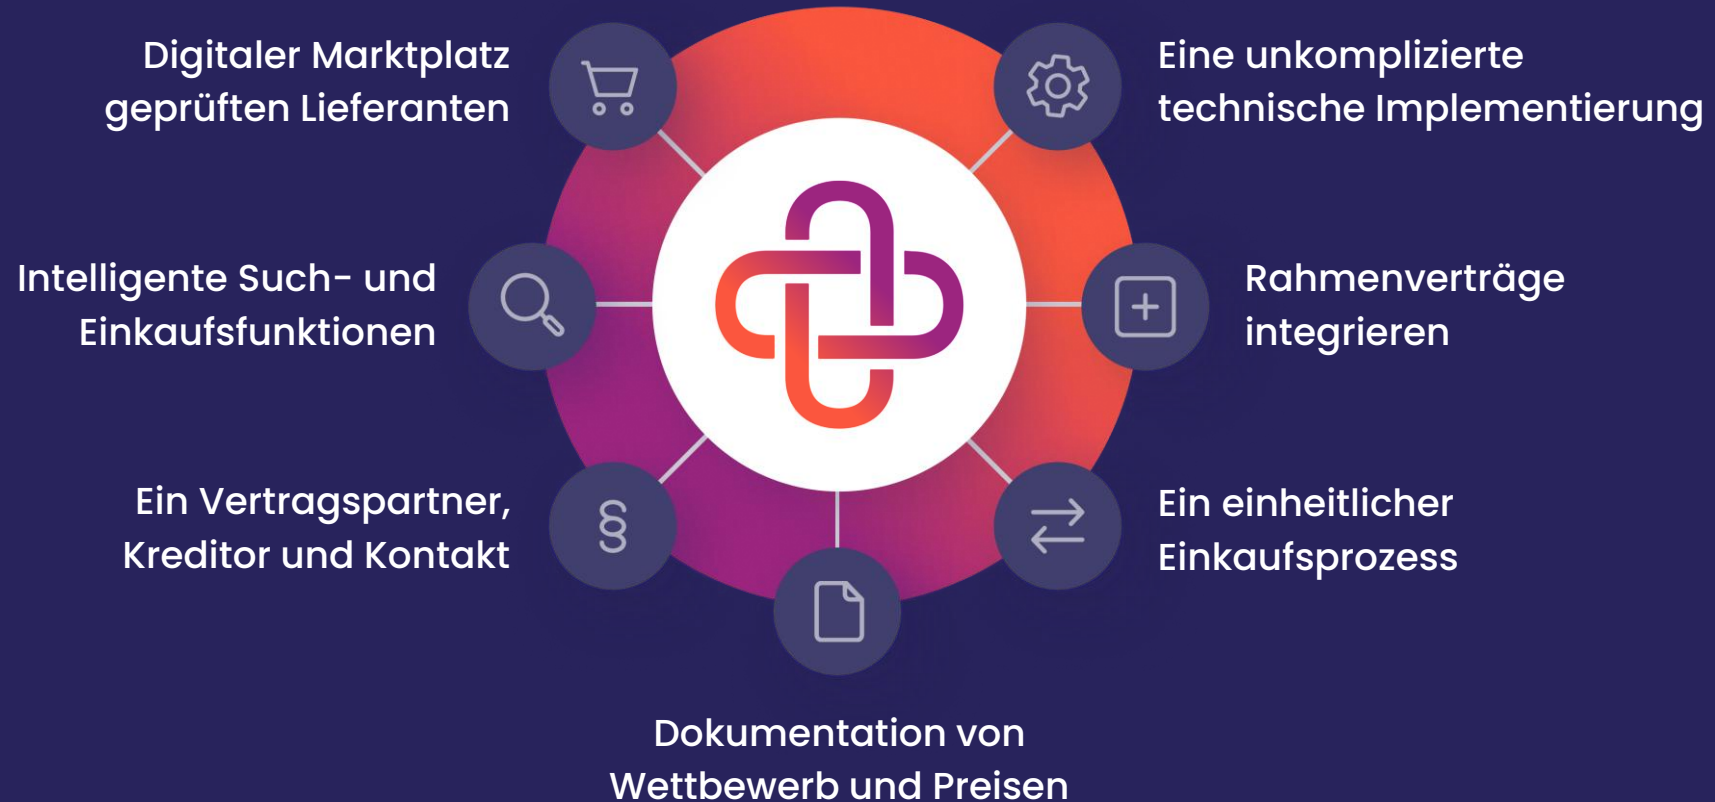 Digitaler Marktplatz
geprüften Lieferanten
Eine unkomplizierte
technische Implementierung
Intelligente Such- und
Einkaufsfunktionen
Rahmenverträge
integrieren
Ein Vertragspartner,
Kreditor und Kontakt
§
Ein einheitlicher
Einkaufsprozess
Dokumentation von
Wettbewerb und Preisen